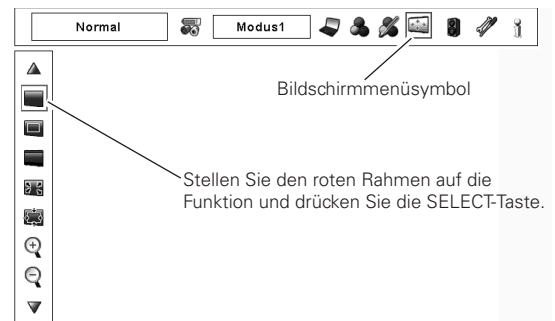 Normal Modus1
Bildschirmmenüsymbol
Stellen Sie den roten Rahmen auf die
Funktion und drücken Sie die SELECT-Taste.